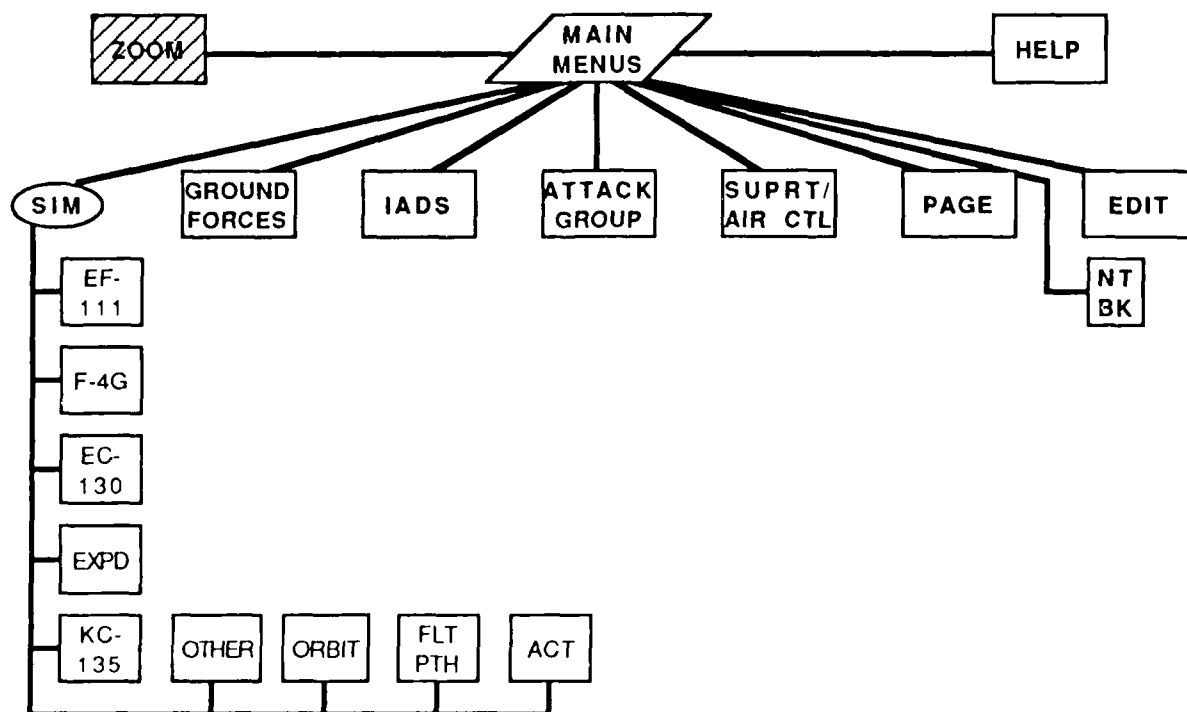 ZOOM
MAIN
MENUS
HELP
SIM
GROUND
FORCES
IADS
ATTACK
GROUP
SUPRT/
AIR CTL
PAGE
EDIT
NT
BK
EF-
111
F-4G
EC-
130
EXPD
KC-
135
OTHER
ORBIT
FLT
PTH
ACT